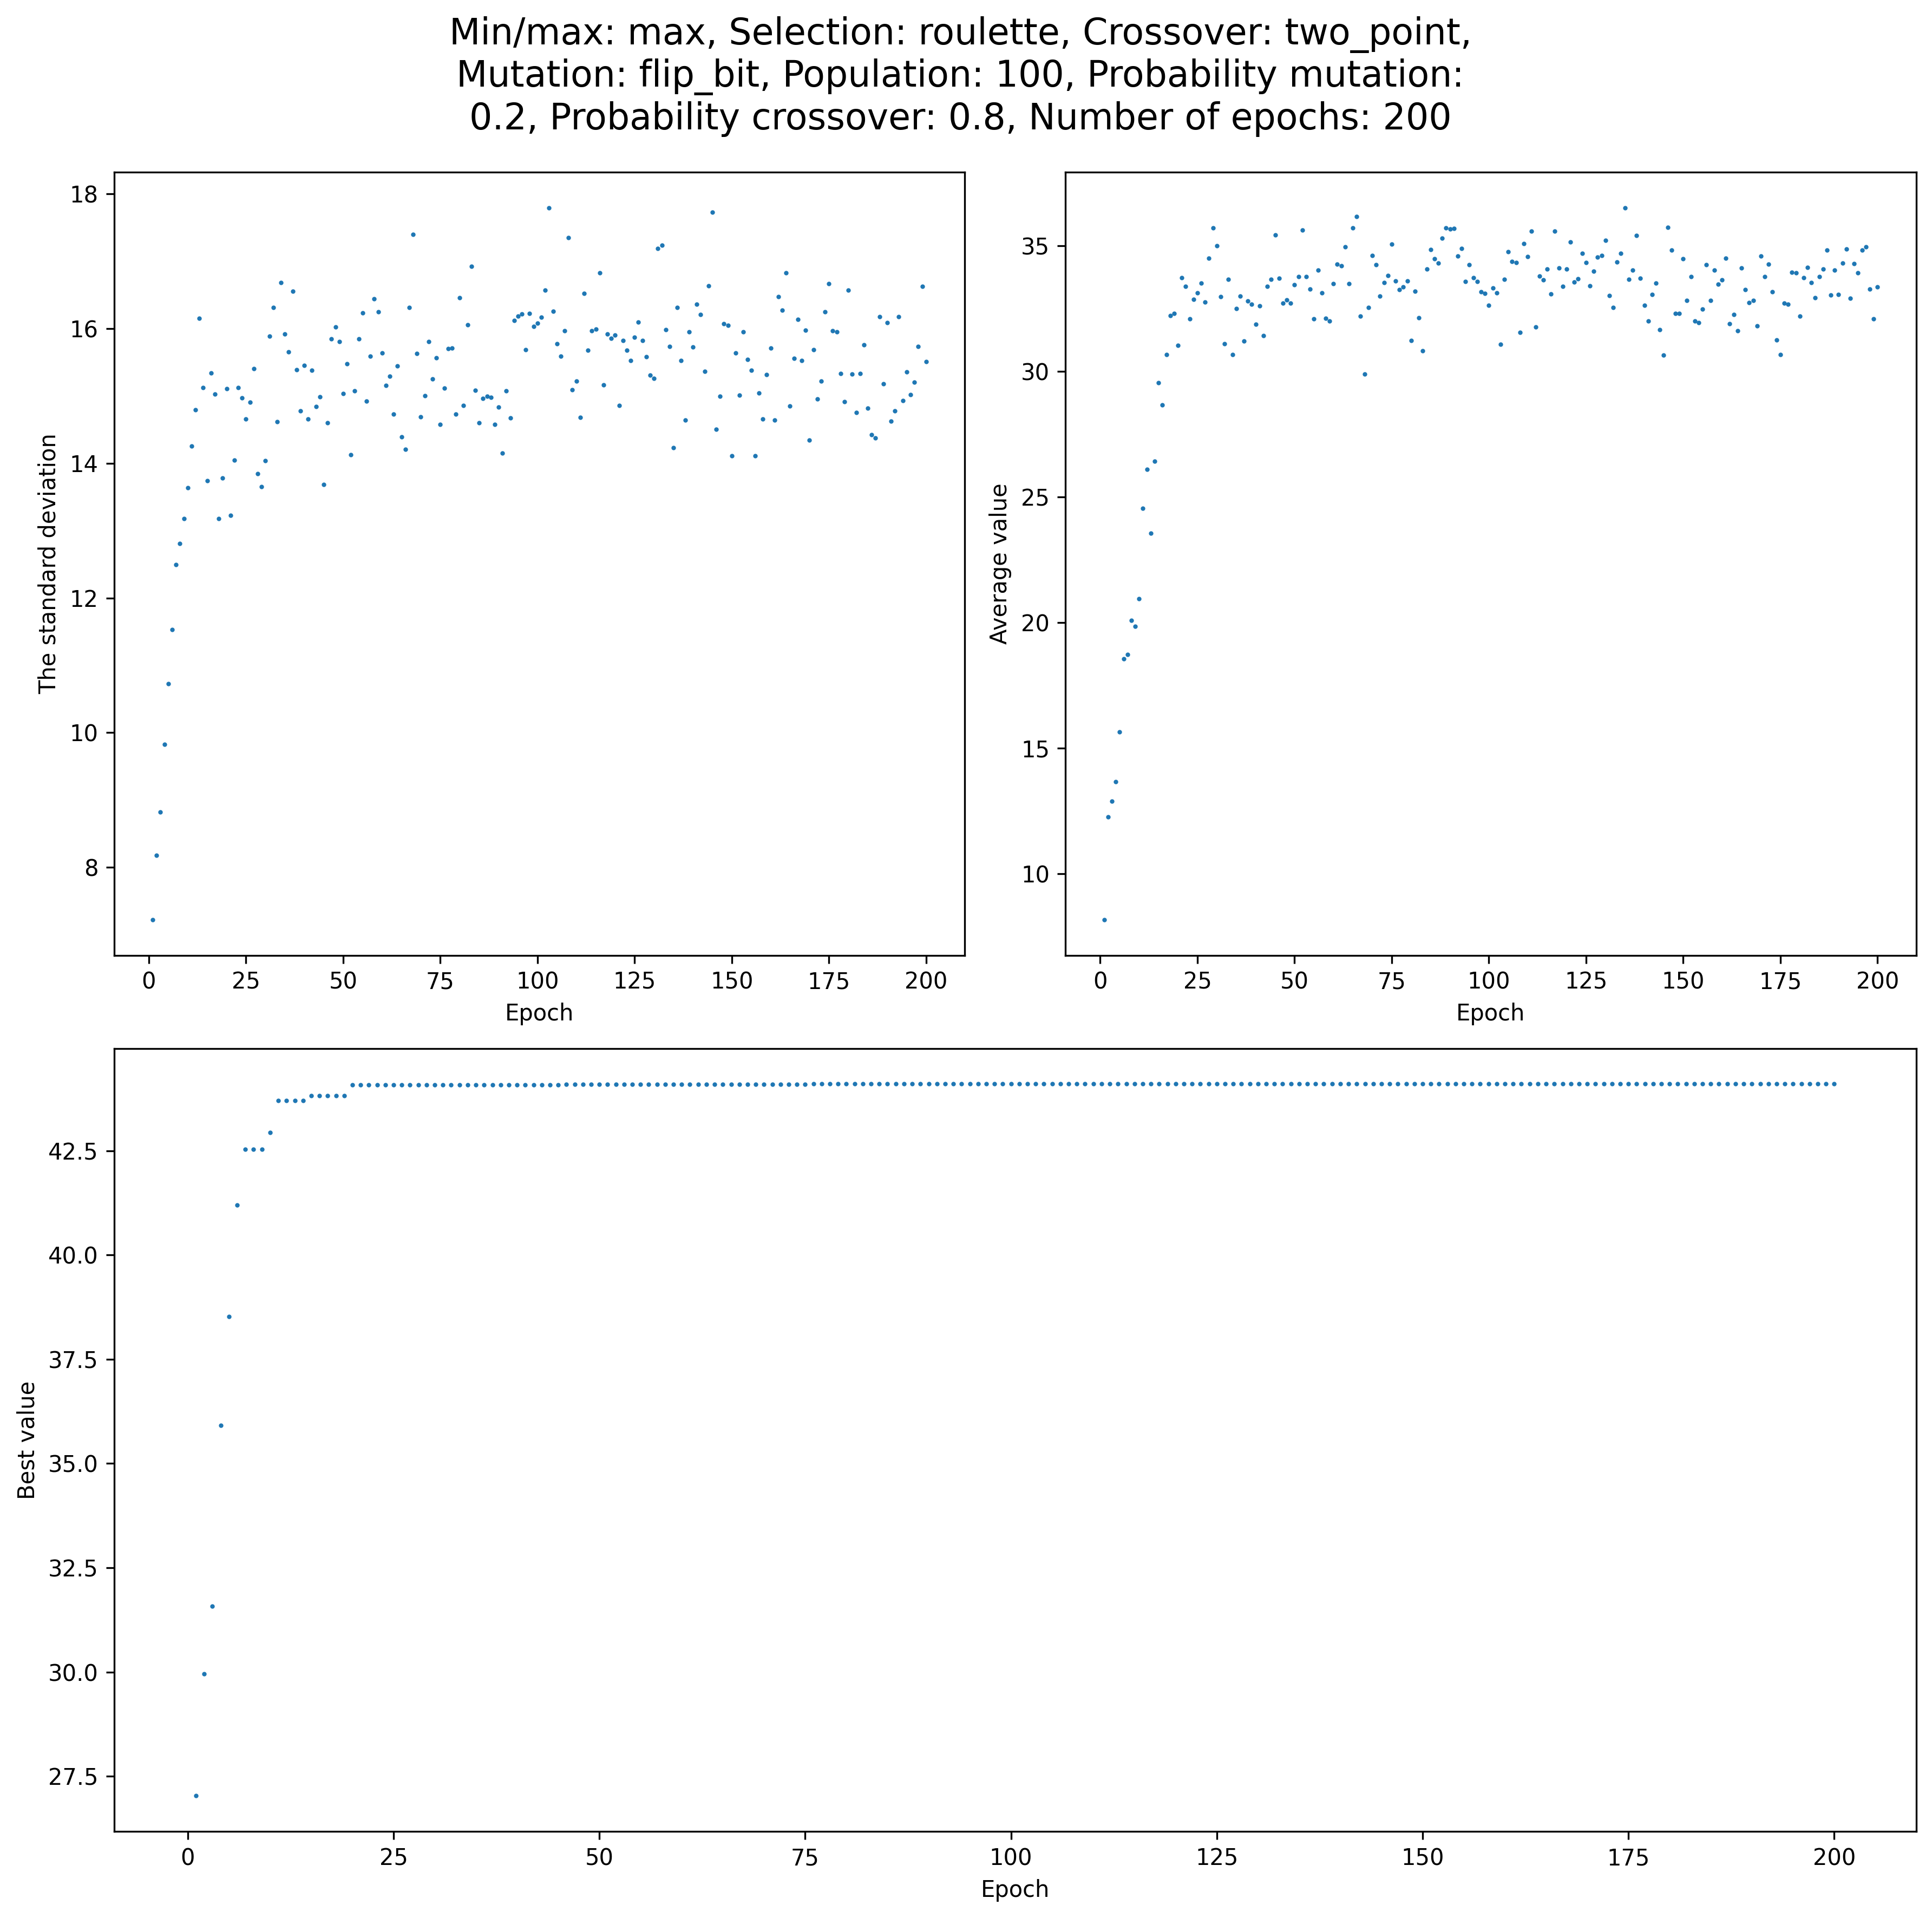 Min/max: max, Selection: roulette, Crossover: two_point,
Mutation: flip_bit, Population: 100, Probability mutation:
0.2, Probability crossover: 0.8, Number of epochs: 200
18
16
14
12
10
8
The standard deviation
0 25 50 75 100 125 150 175 200
Epoch
35
30
25
20
15
10
Average value
0 25 50 75 100 125 150 175 200
Epoch
42.5
40.0
37.5
35.0
32.5
30.0
27.5
Best value
0 25 50 75 100 125 150 175 200
Epoch